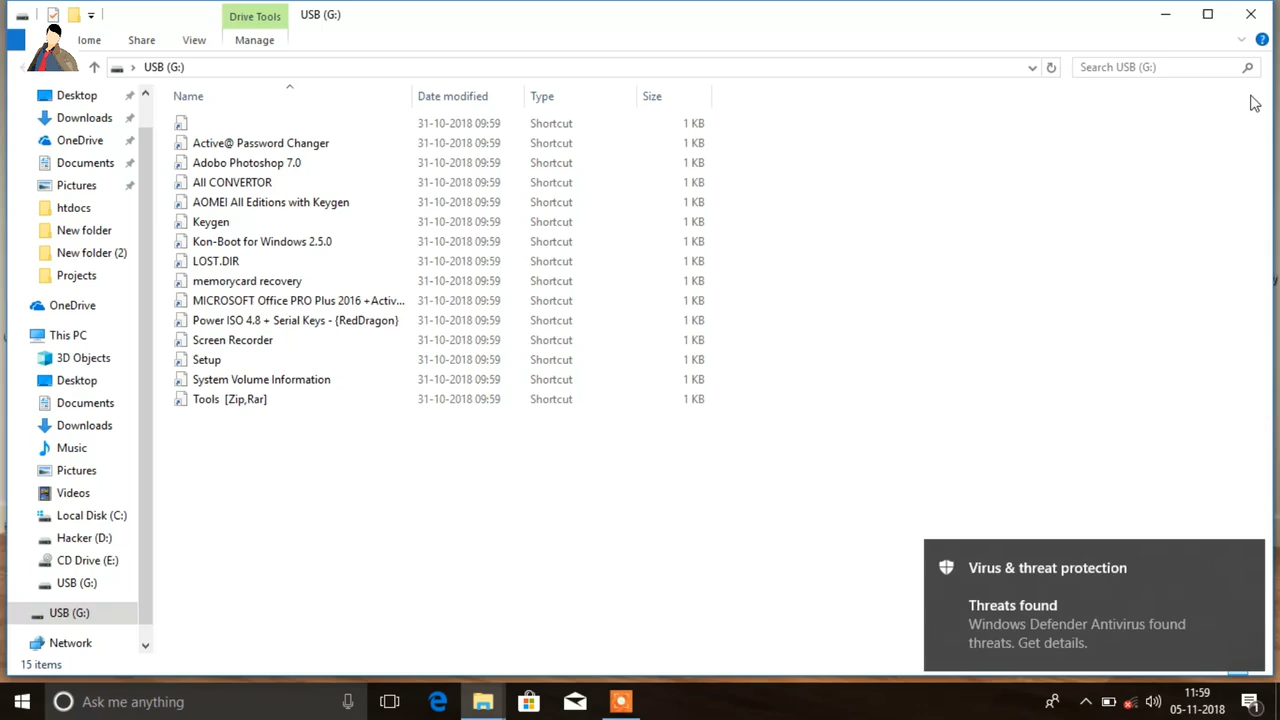 Drive Tools USB (G:)
ome Share View Manage
USB (G:) Search USB (G:)
Name Date modified Type Size
Desktop
Downloads
OneDrive
Documents
Pictures
htdocs
New folder
New folder (2)
Projects
OneDrive
This PC
3D Objects
Desktop
Documents
Downloads
Music
Pictures
Videos
Local Disk (C:)
Hacker (D:)
CD Drive (E:)
USB (G:)
USB (G:)
Network
31-10-2018 09:59 Shortcut 1 KB
Active@ Password Changer 31-10-2018 09:59 Shortcut 1 KB
Adobo Photoshop 7.0 31-10-2018 09:59 Shortcut 1 KB
All CONVERTOR 31-10-2018 09:59 Shortcut 1 KB
AOMEI All Editions with Keygen 31-10-2018 09:59 Shortcut 1 KB
Keygen 31-10-2018 09:59 Shortcut 1 KB
Kon-Boot for Windows 2.5.0 31-10-2018 09:59 Shortcut 1 KB
LOST.DIR 31-10-2018 09:59 Shortcut 1 KB
memorycard recovery 31-10-2018 09:59 Shortcut 1 KB
MICROSOFT Office PRO Plus 2016 +Activ... 31-10-2018 09:59 Shortcut 1 KB
Power ISO 4.8 + Serial Keys - {RedDragon} 31-10-2018 09:59 Shortcut 1 KB
Screen Recorder 31-10-2018 09:59 Shortcut 1 KB
Setup 31-10-2018 09:59 Shortcut 1 KB
System Volume Information 31-10-2018 09:59 Shortcut 1 KB
Tools [Zip,Rar] 31-10-2018 09:59 Shortcut 1 KB
Virus & threat protection
Threats found
Windows Defender Antivirus found
threats. Get details.
15 items
Ask me anything
11:59
05-11-2018
1